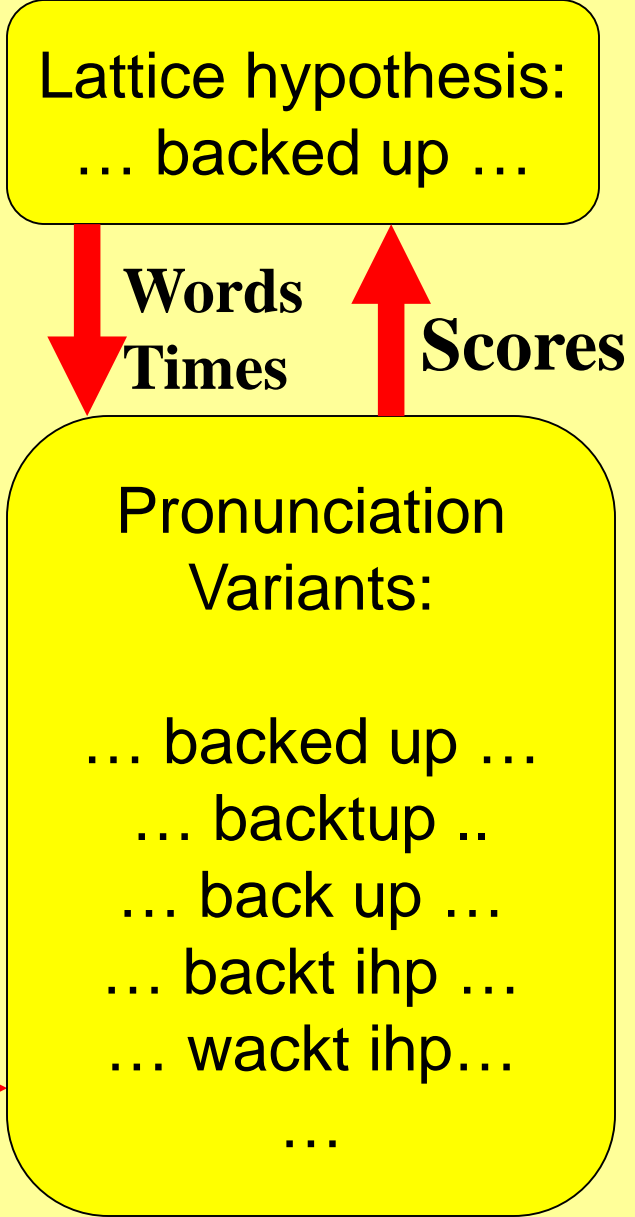 Lattice hypothesis:
… backed up …
Words
Times
Scores
Pronunciation
Variants:
… backed up …
… backtup ..
… back up …
… backt ihp …
… wackt ihp…
…